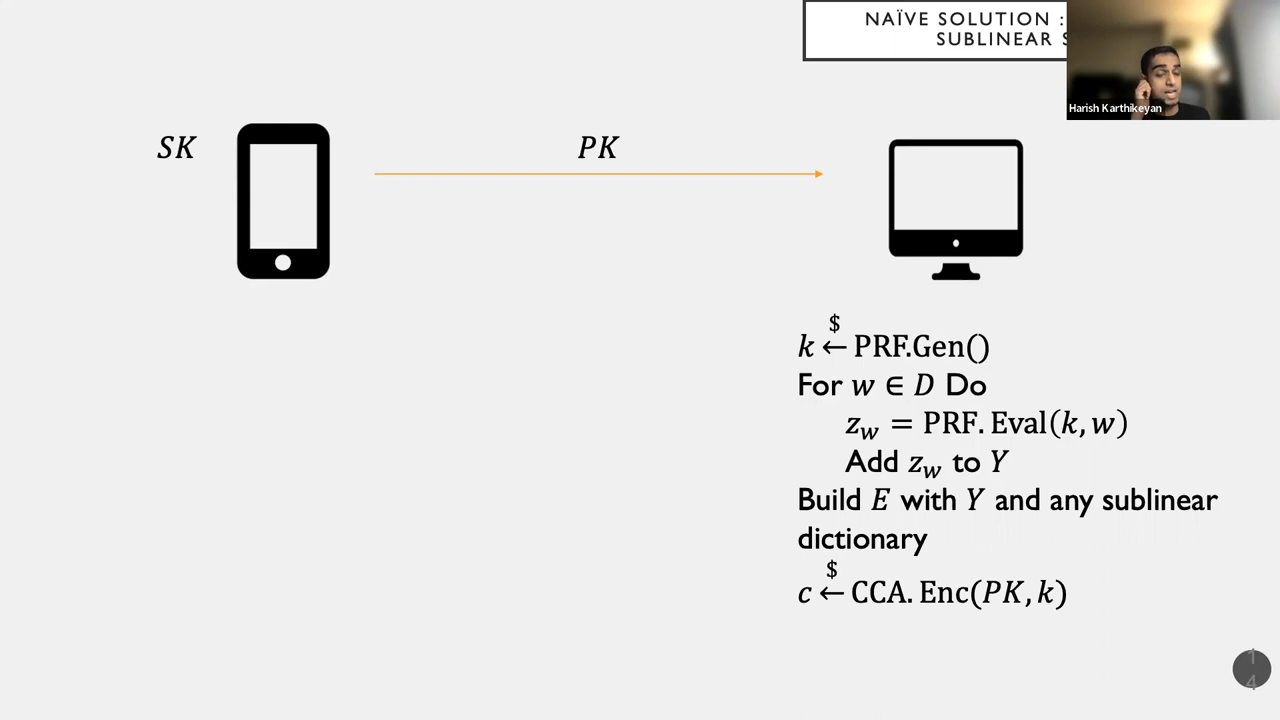 NAÏVE SOLUTION :
SUBLINEAR
Harish Karthikeyan
SK
PK
$
k ← PRF.Gen()
For w ∈ D Do
z_w = PRF. Eval(k, w)
Add z_w to Y
Build E with Y and any sublinear
dictionary
$
c ← CCA. Enc(PK, k)
14